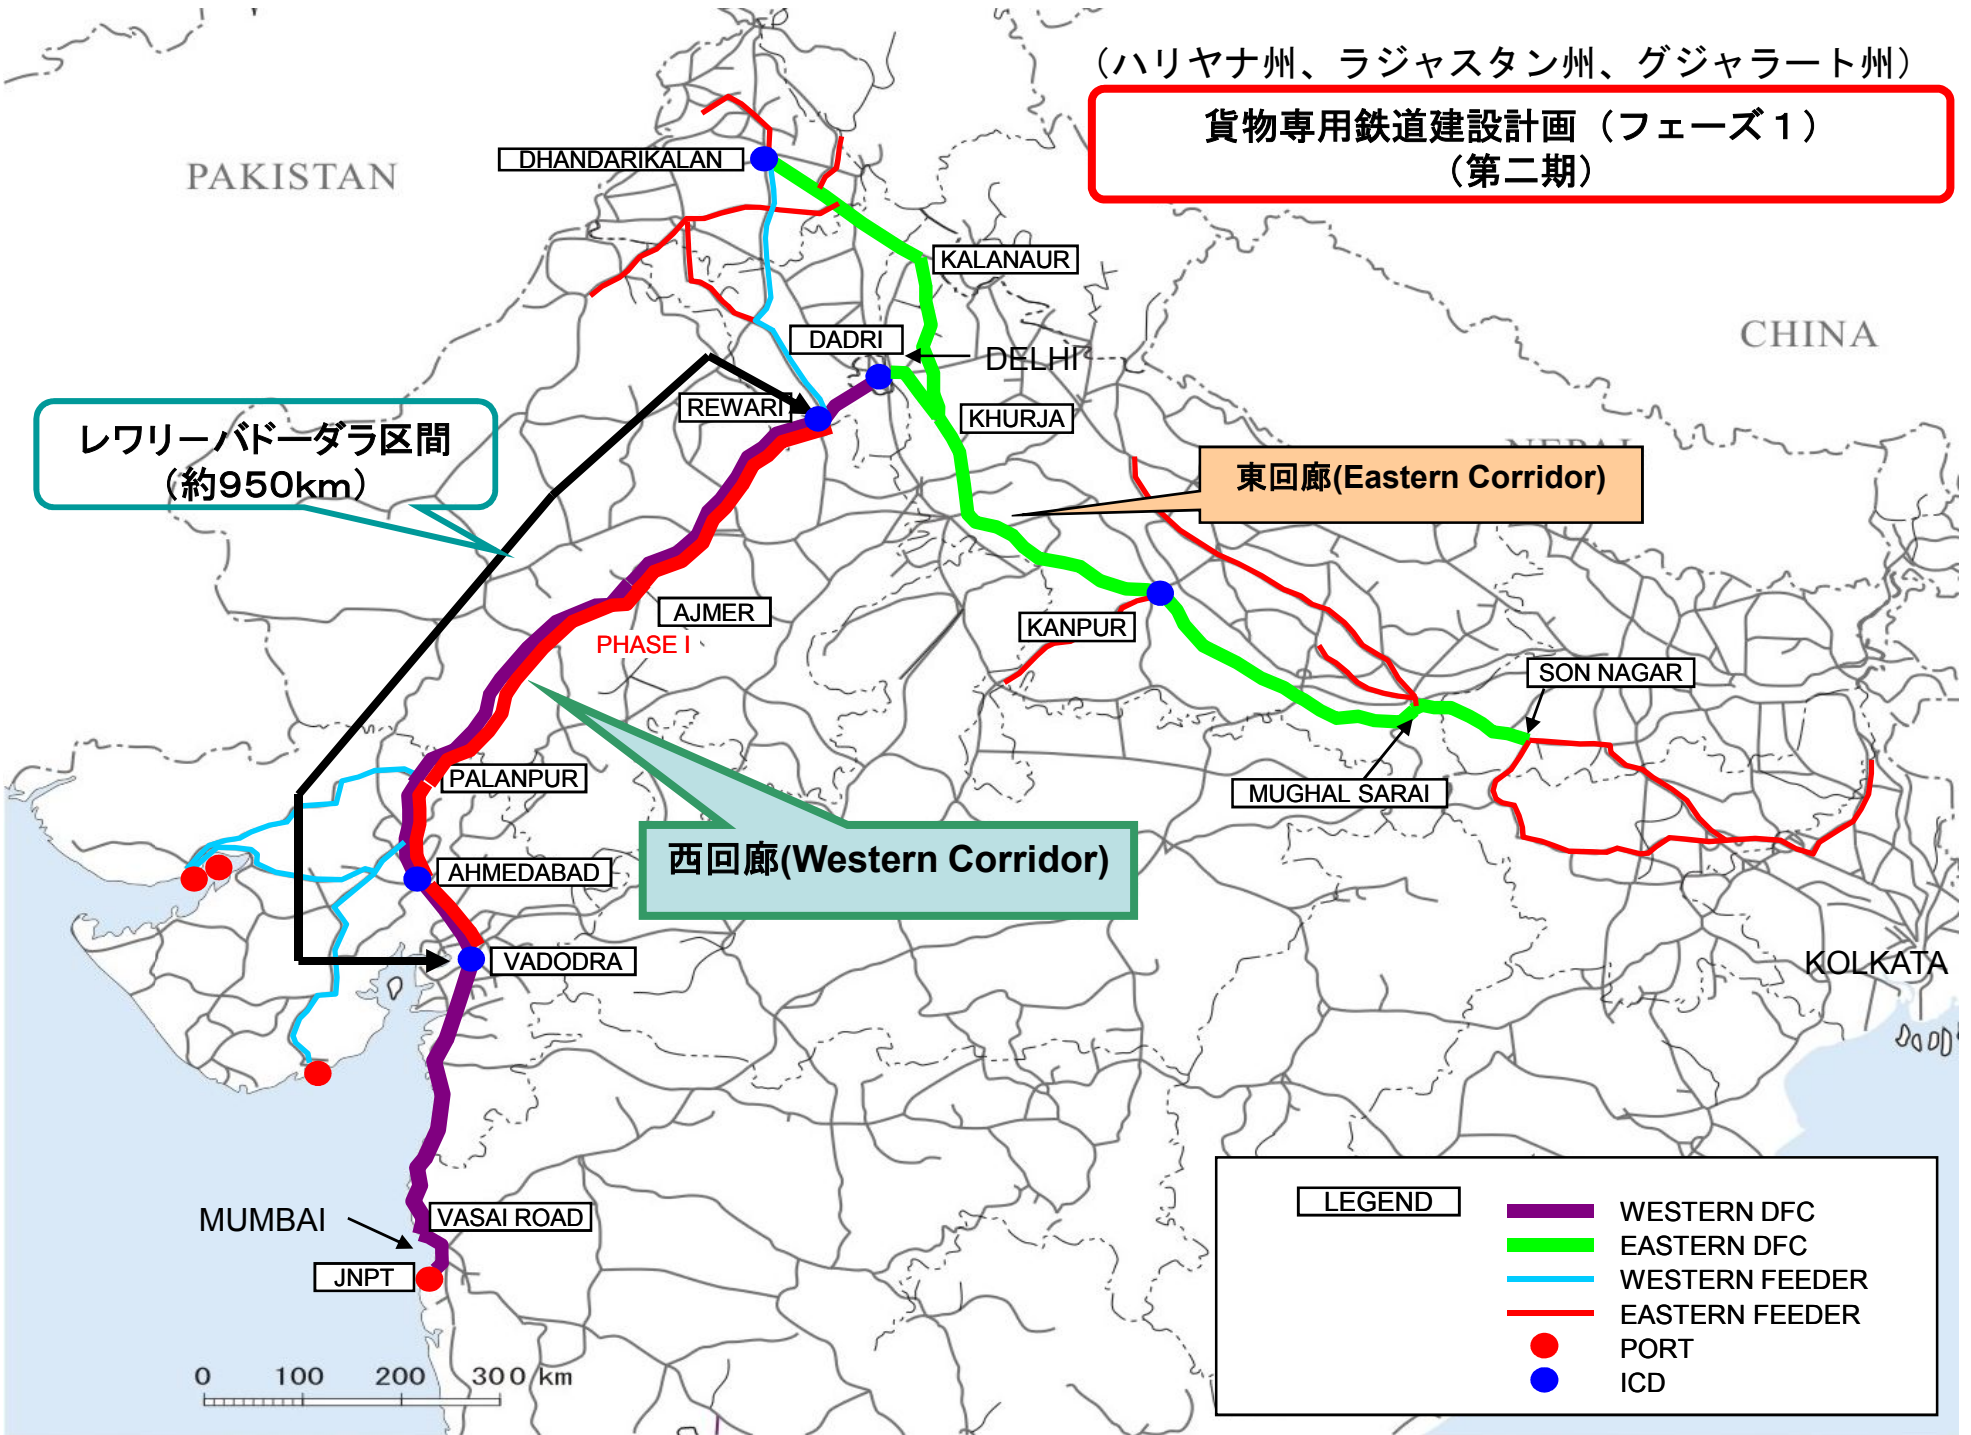 （ハリヤナ州、ラジャスタン州、グジャラート州）
貨物専用鉄道建設計画（フェーズ１）
（第二期）
PAKISTAN
DHANDARIKALAN
KALANAUR
CHINA
DADRI
DELHI
REWARI
KHURJA
レワリーバドーダラ区間
（約950km）
NEPAL
東回廊(Eastern Corridor)
AJMER
PHASE I
KANPUR
SON NAGAR
PALANPUR
MUGHAL SARAI
西回廊(Western Corridor)
AHMEDABAD
VADODRA
KOLKATA
MUMBAI
VASAI ROAD
JNPT
LEGEND
WESTERN DFC
EASTERN DFC
WESTERN FEEDER
EASTERN FEEDER
PORT
ICD
0 100 200 300 km